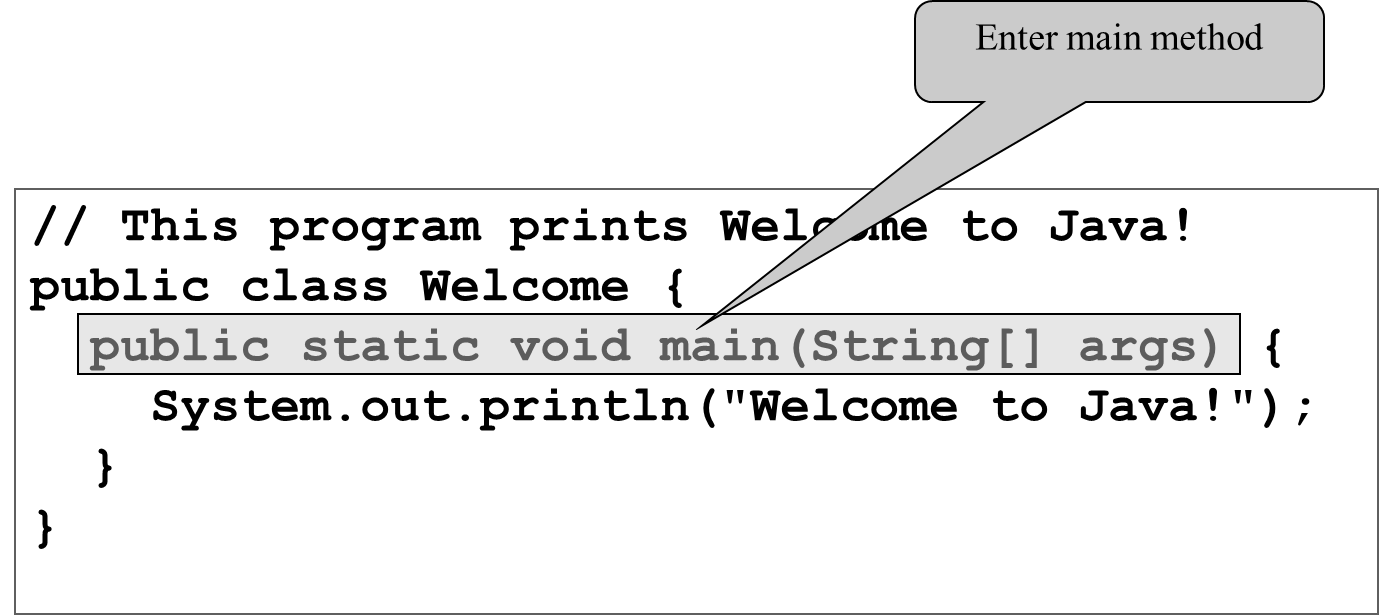 Enter main method
// This program prints Welcome to Java!
public class Welcome {
public static void main(String[] args) {
System.out.println("Welcome to Java!");
}
}